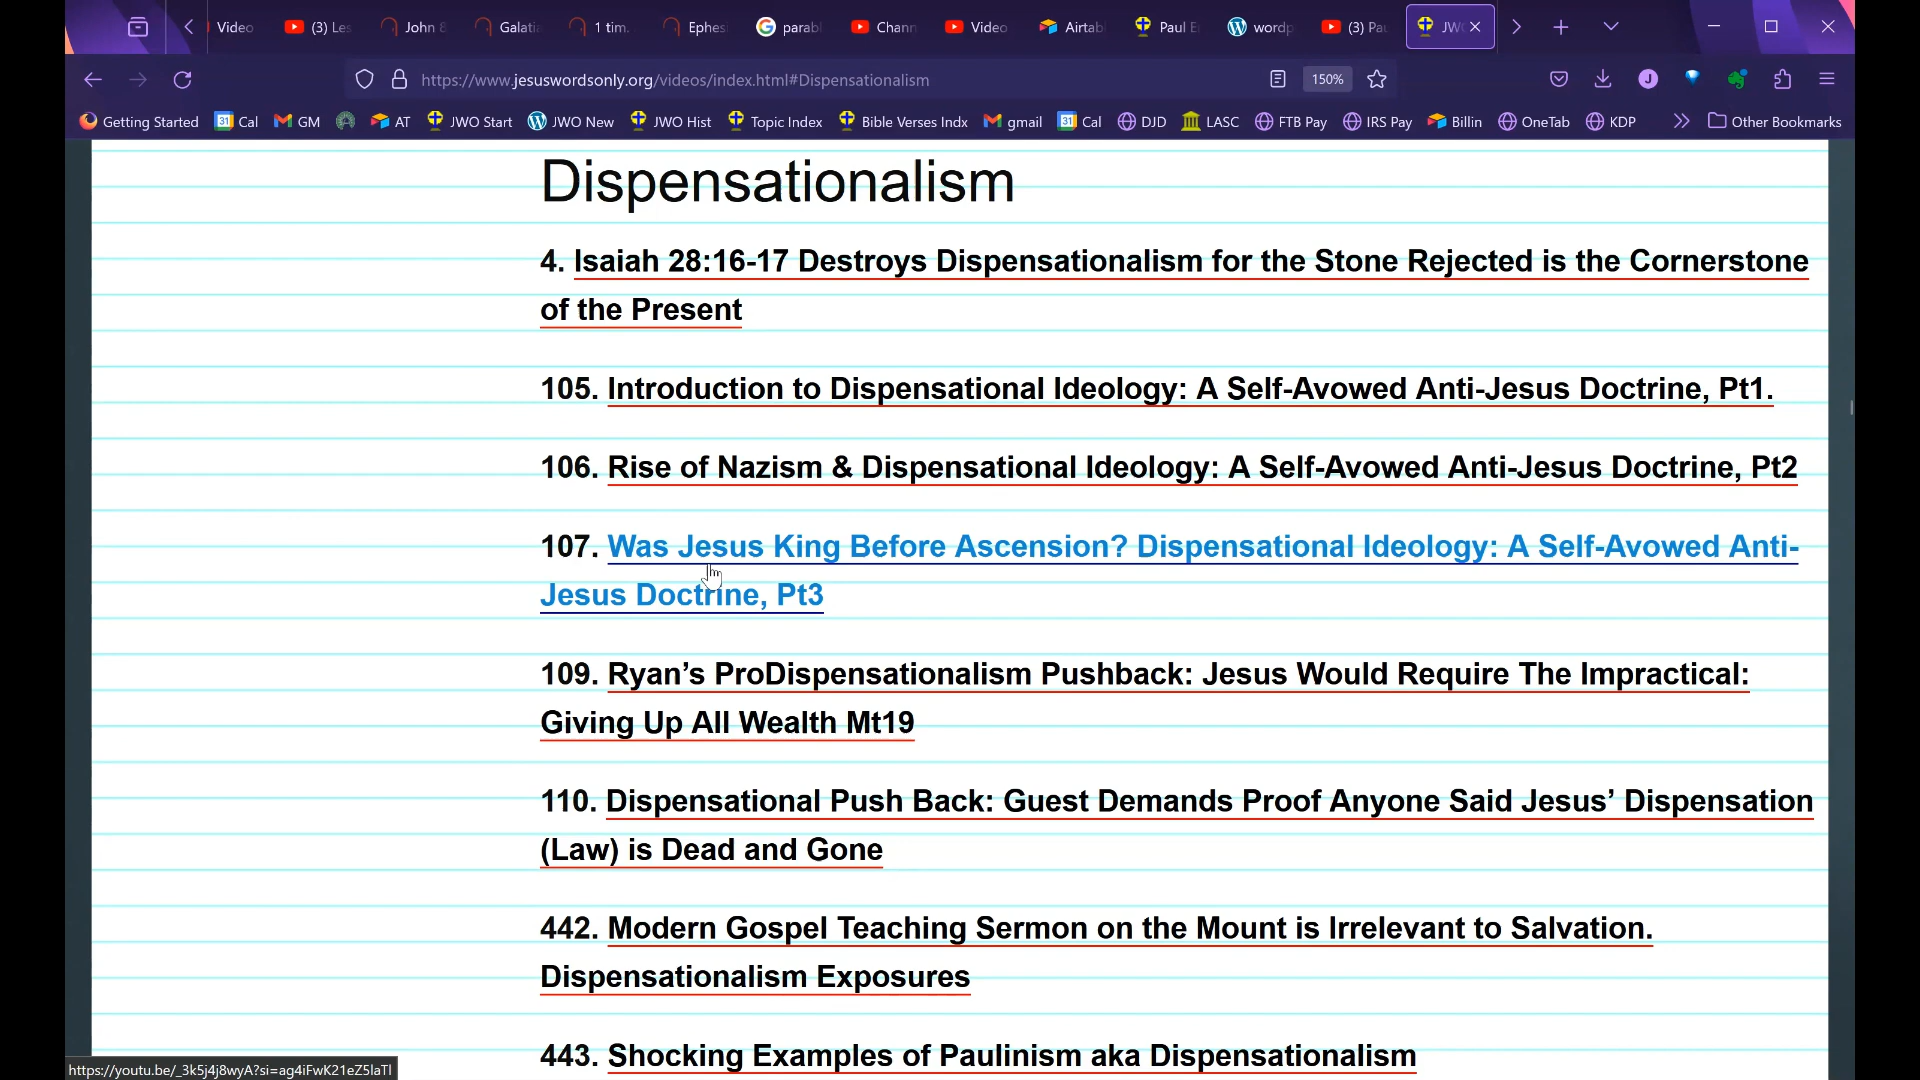 Video
(3) Les
John 8
Galati
1 tim.
Ephes
parabl
Chann
Video
Airtab
Paul E
wordp
(3) Pau
JWO
https://www.jesuswordsonly.org/videos/index.html#Dispensationalism
150%
J
Getting Started
31 Cal
GM
AT
JWO Start
JWO New
JWO Hist
Topic Index
Bible Verses Indx
gmail
31 Cal
DJD
LASC
FTB Pay
IRS Pay
Billin
OneTab
KDP
Other Bookmarks
Dispensationalism
4. Isaiah 28:16-17 Destroys Dispensationalism for the Stone Rejected is the Cornerstone
of the Present
105. Introduction to Dispensational Ideology: A Self-Avowed Anti-Jesus Doctrine, Pt1.
106. Rise of Nazism & Dispensational Ideology: A Self-Avowed Anti-Jesus Doctrine, Pt2
107. Was Jesus King Before Ascension? Dispensational Ideology: A Self-Avowed Anti-
Jesus Doctrine, Pt3
109. Ryan’s ProDispensationalism Pushback: Jesus Would Require The Impractical:
Giving Up All Wealth Mt19
110. Dispensational Push Back: Guest Demands Proof Anyone Said Jesus’ Dispensation
(Law) is Dead and Gone
442. Modern Gospel Teaching Sermon on the Mount is Irrelevant to Salvation.
Dispensationalism Exposures
443. Shocking Examples of Paulinism aka Dispensationalism
https://youtu.be/_3k5j4j8wyA?si=ag4iFwK21eZ5laTl